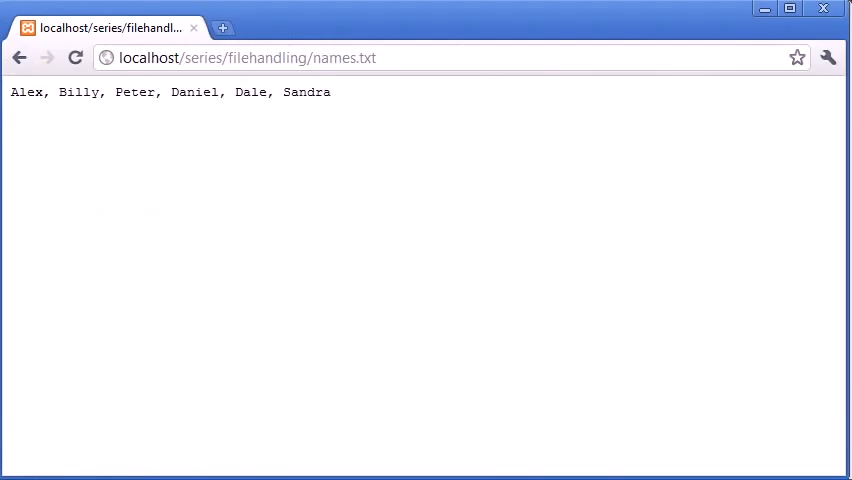 localhost/series/filehandl...
localhost/series/filehandling/names.txt
Alex, Billy, Peter, Daniel, Dale, Sandra